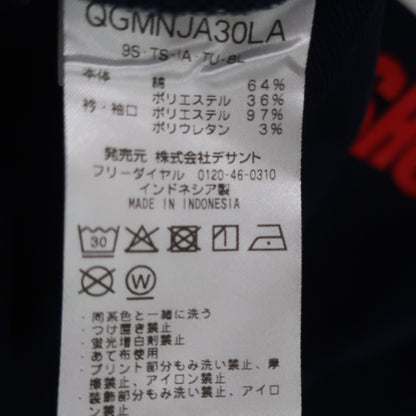 QGMNJA30LA
9S-TS-1A-TU-8L
本体 綿 64%
ポリエステル 36%
衿・袖口 ポリエステル 97%
ポリウレタン 3%
発売元 株式会社デサント
フリーダイヤル 0120-46-0310
インドネシア製
MADE IN INDONESIA
30
W
・同系色と一緒に洗う
・つけ置き禁止
・蛍光増白剤禁止
・あて布使用
・プリント部分もみ洗い禁止、摩
擦禁止、アイロン禁止
・装飾部分もみ洗い禁止、アイロ
ン禁止